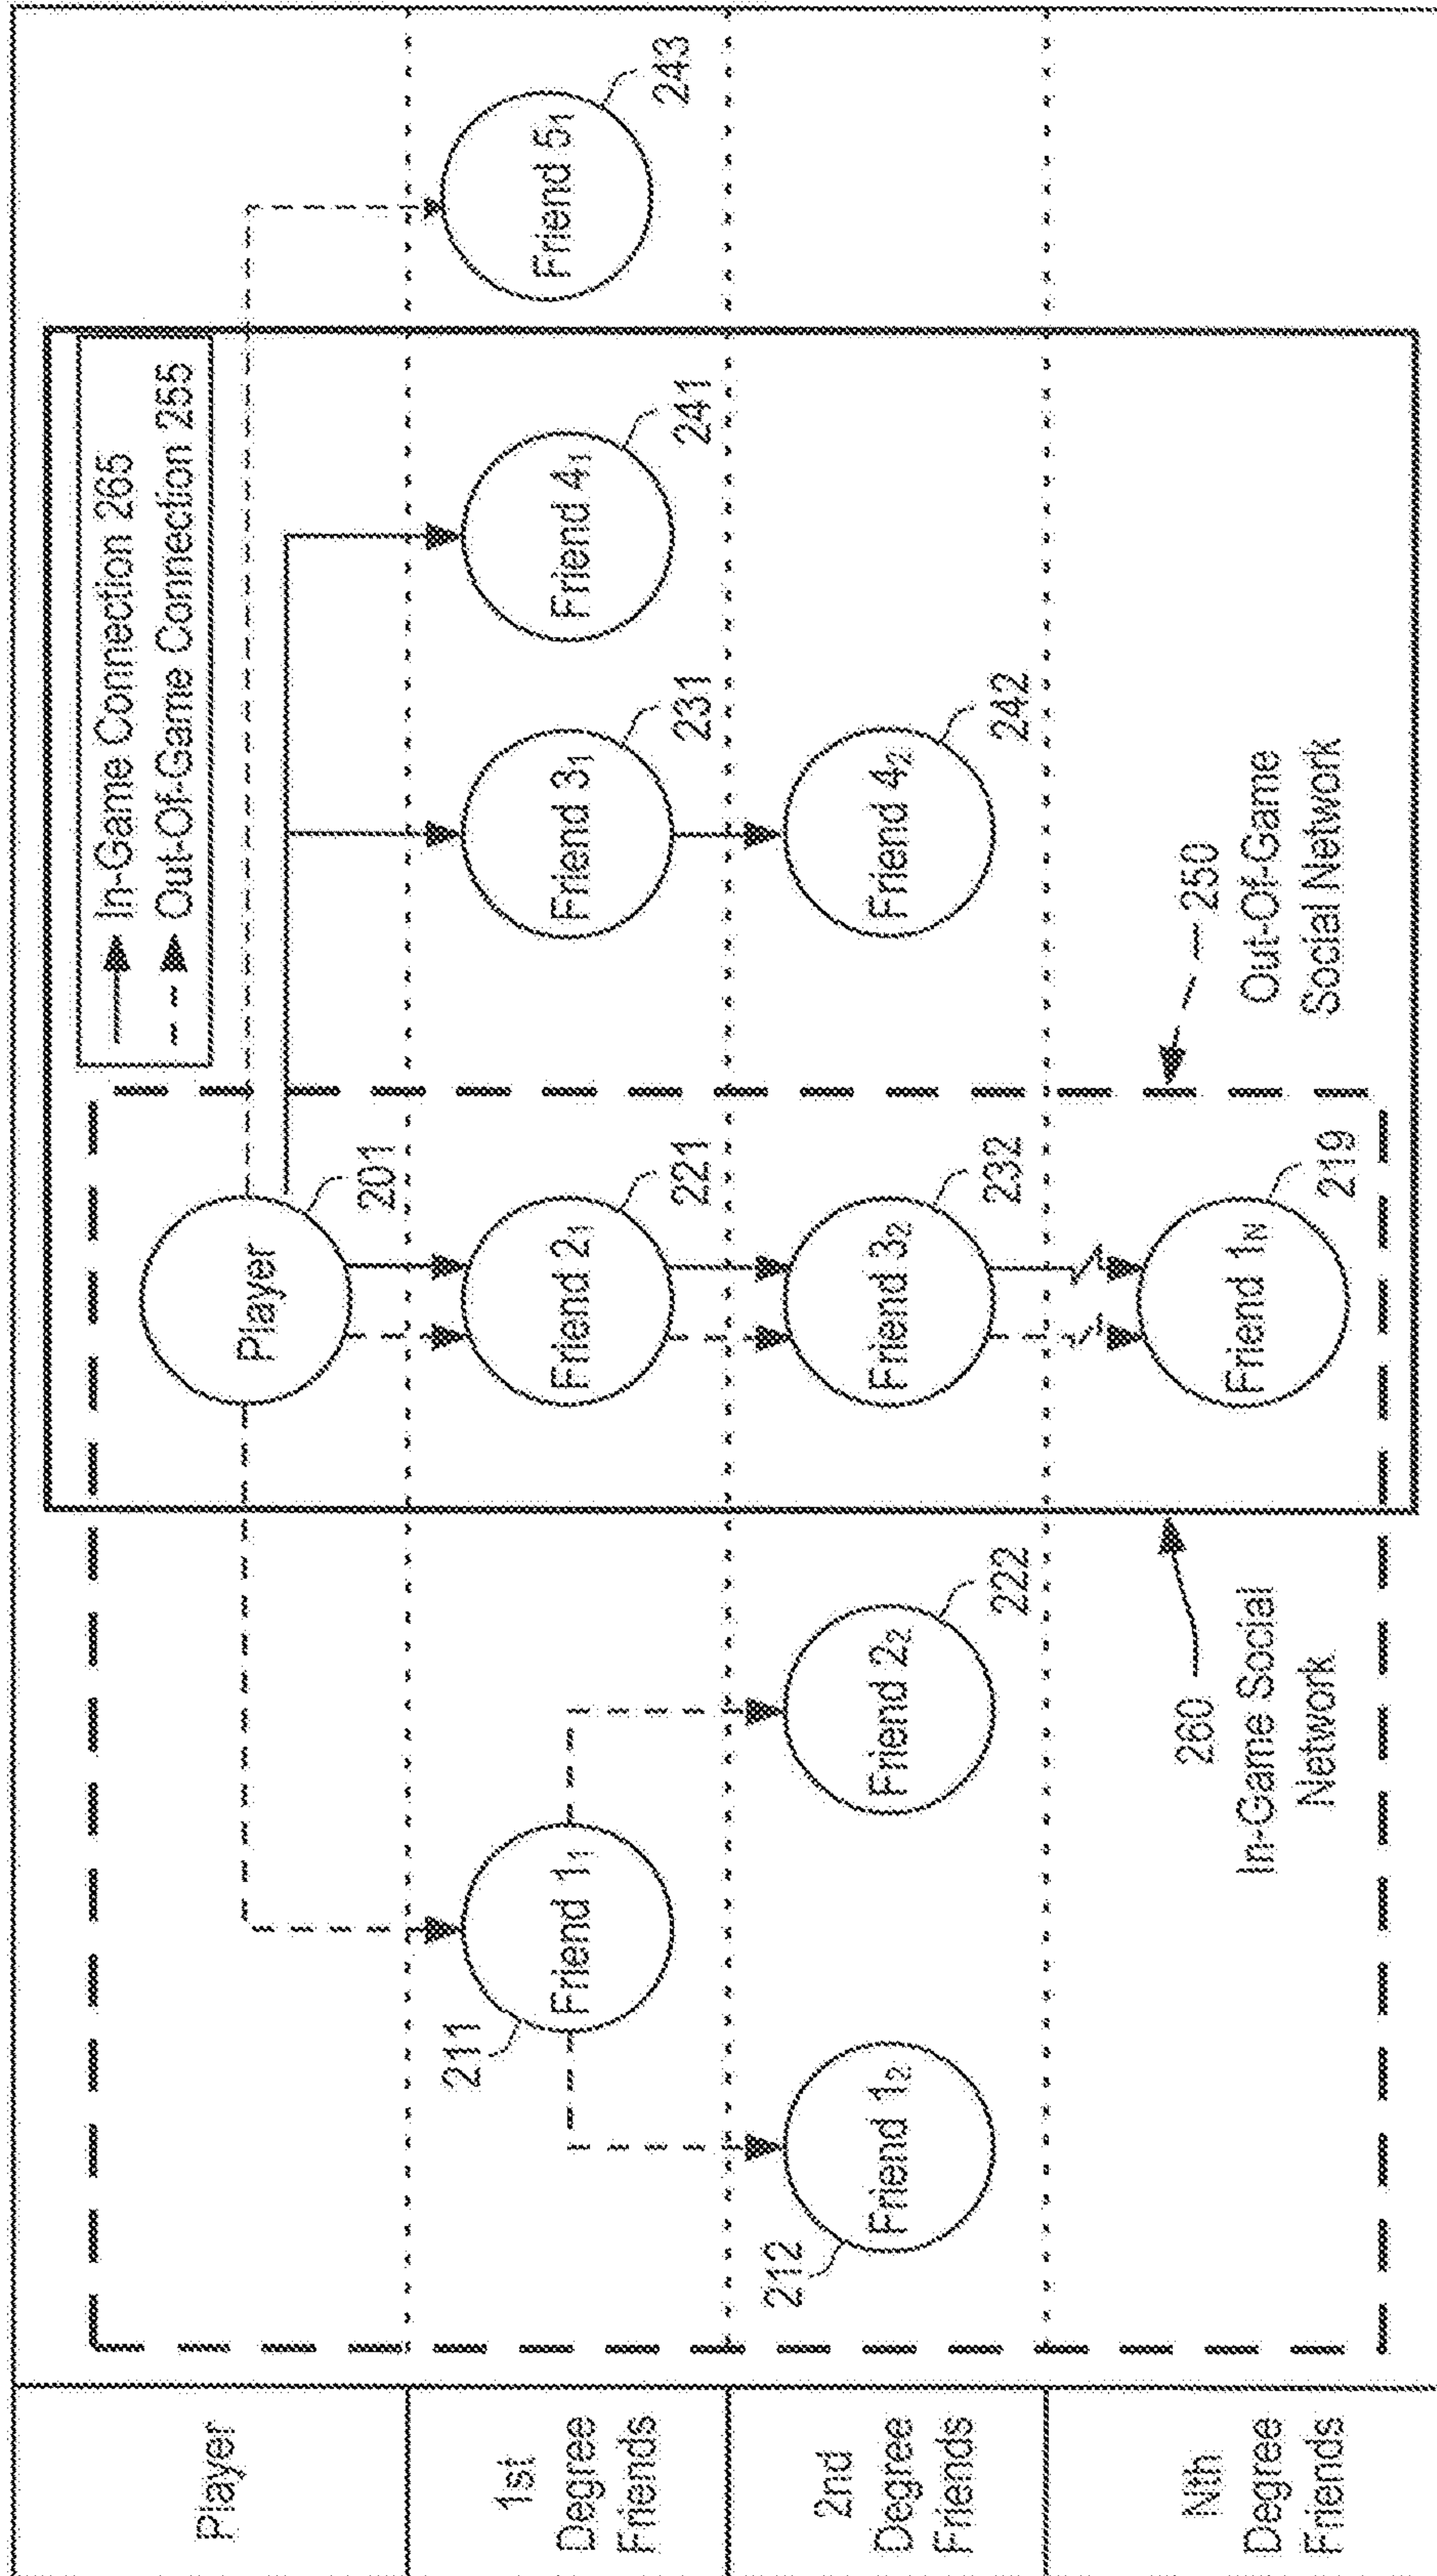 Player
1st
Degree
Friends
2nd
Degree
Friends
Nth
Degree
Friends
In-Game Connection 265
Out-Of-Game Connection 255
Player
201
211
Friend 1₁
Friend 2₁
221
Friend 3₁
231
Friend 4₁
241
Friend 5₁
243
212
Friend 1₂
Friend 2₂
222
Friend 3₂
232
Friend 4₂
242
260
In-Game Social
Network
Friend 1ₙ
219
250
Out-Of-Game
Social Network